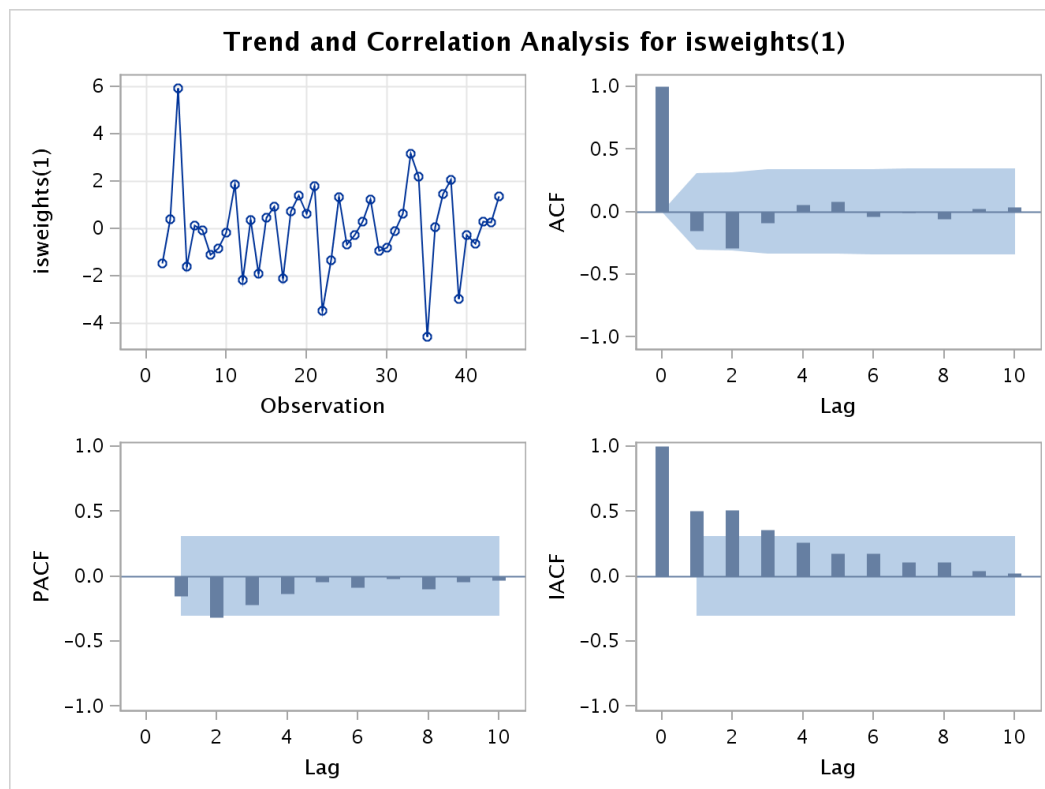 Trend and Correlation Analysis for isweights(1)
isweights(1)
6
4
2
0
−2
−4
0 10 20 30 40
Observation
ACF
1.0
0.5
0.0
−0.5
−1.0
0 2 4 6 8 10
Lag
PACF
1.0
0.5
0.0
−0.5
−1.0
0 2 4 6 8 10
Lag
IACF
1.0
0.5
0.0
−0.5
−1.0
0 2 4 6 8 10
Lag